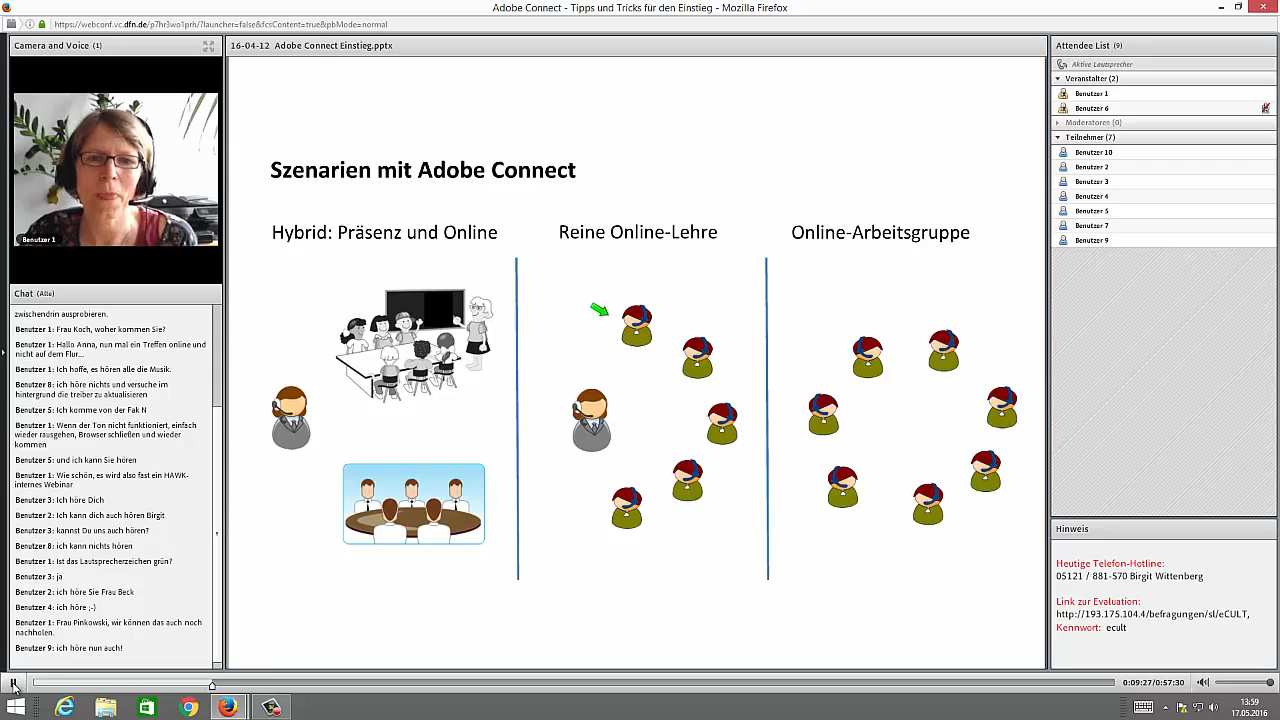 Adobe Connect - Tipps und Tricks für den Einstieg - Mozilla Firefox
https://webconf.vc.dfn.de/p7hr3wo1prh/?launcher=false&fcsContent=true&pbMode=normal
Camera and Voice (1)
Benutzer 1
Chat (Alle)
zwischendrin ausprobieren.
Benutzer 1: Frau Koch, woher kommen Sie?
Benutzer 1: Hallo Anna, nun mal ein Treffen online und
nicht auf dem Flur...
Benutzer 1: Ich hoffe, es hören alle die Musik.
Benutzer 8: ich höre nichts und versuche im
hintergrund die treiber zu aktualisieren
Benutzer 5: Ich komme von der Fak N
Benutzer 1: Wenn der Ton nicht funktioniert, einfach
wieder rausgehen, Browser schließen und wieder
kommen
Benutzer 5: und ich kann Sie hören
Benutzer 1: Wie schön, es wird also fast ein HAWK-
internes Webinar
Benutzer 3: Ich höre Dich
Benutzer 2: Ich kann dich auch hören Birgit
Benutzer 3: kannst Du uns auch hören?
Benutzer 8: ich kann nichts hören
Benutzer 1: Ist das Lautsprecherzeichen grün?
Benutzer 3: ja
Benutzer 2: ich höre Sie Frau Beck
Benutzer 4: ich höre ;-)
Benutzer 1: Frau Pinkowski, wir können das auch noch
nachholen.
Benutzer 9: ich höre nun auch!
16-04-12 Adobe Connect Einstieg.pptx
Szenarien mit Adobe Connect
Hybrid: Präsenz und Online
Reine Online-Lehre
Online-Arbeitsgruppe
Attendee List (9)
Aktive Lautsprecher
Veranstalter (2)
Benutzer 1
Benutzer 6
Moderatoren (0)
Teilnehmer (7)
Benutzer 10
Benutzer 2
Benutzer 3
Benutzer 4
Benutzer 5
Benutzer 7
Benutzer 9
Hinweis
Heutige Telefon-Hotline:
05121 / 881-570 Birgit Wittenberg
Link zur Evaluation:
http://193.175.104.4/befragungen/sl/eCULT,
Kennwort: ecult
0:09:27/0:57:30
13:59
17.05.2016